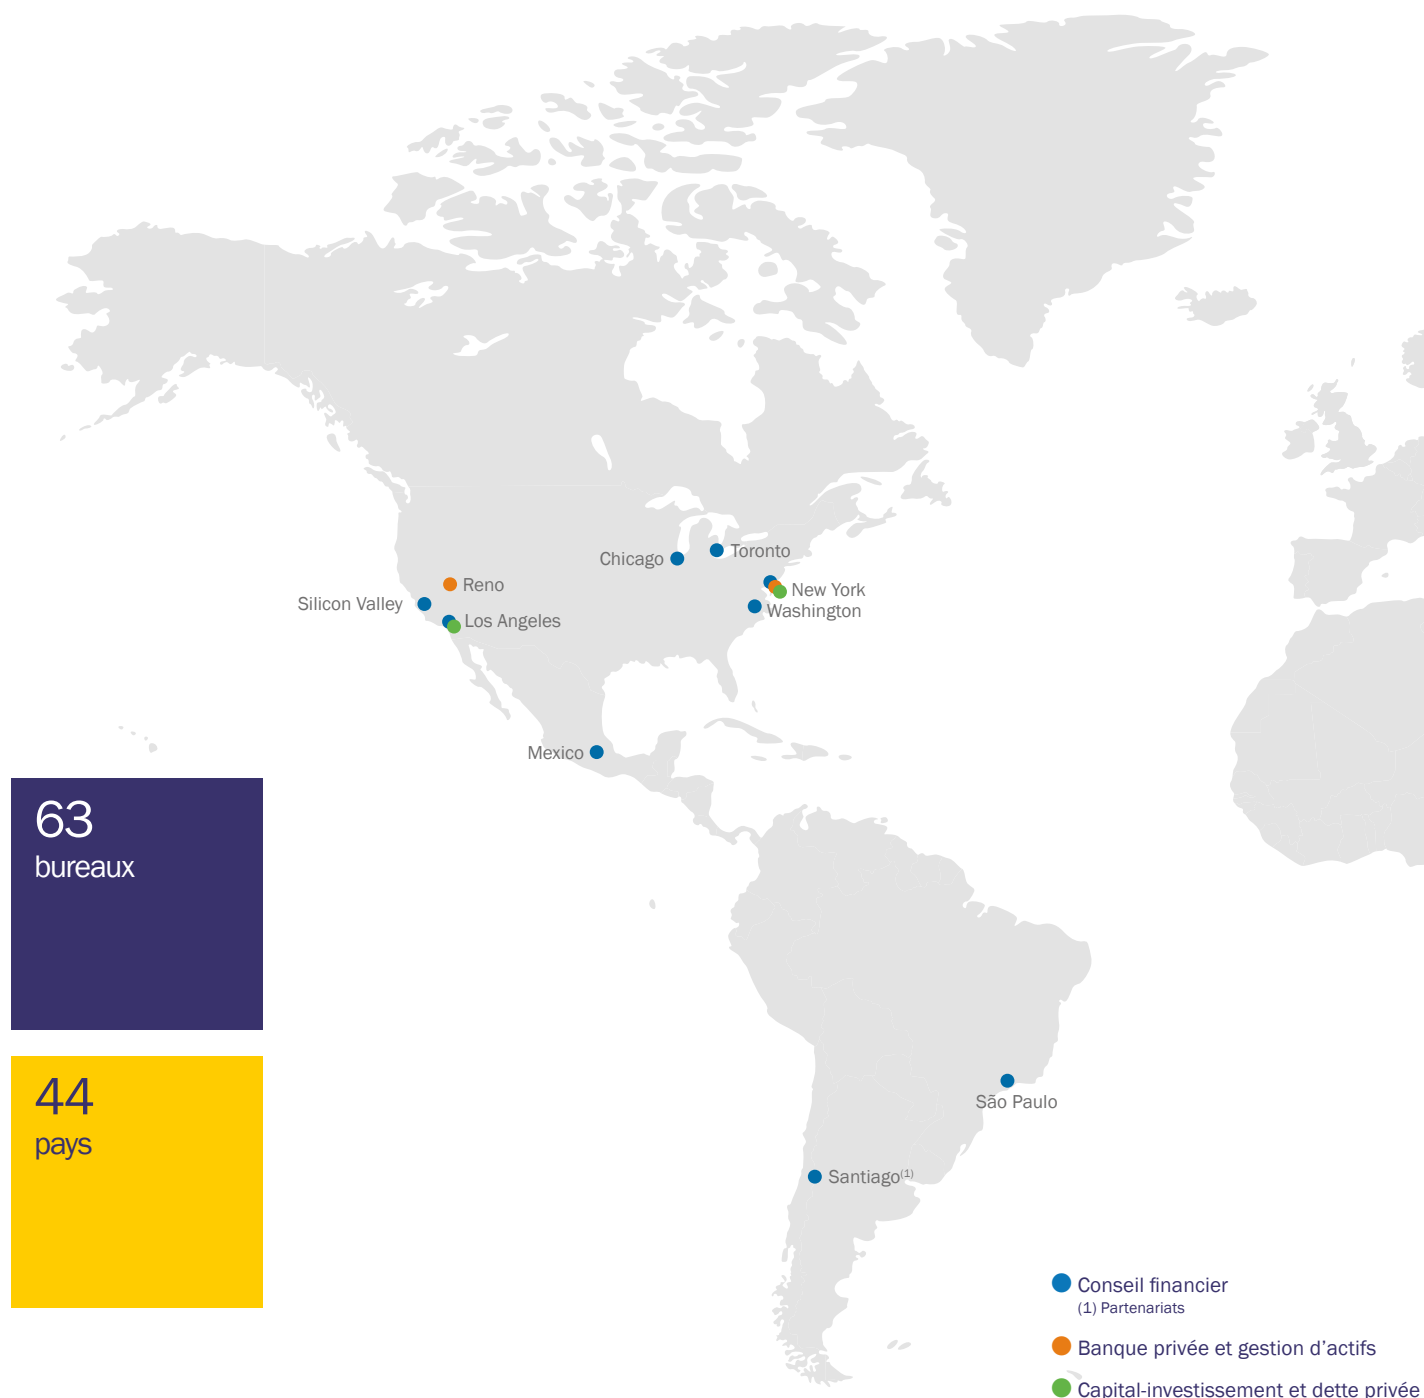 Chicago
Toronto
Reno
New York
Silicon Valley
Washington
Los Angeles
Mexico
63
bureaux
44
pays
São Paulo
Santiago(1)
Conseil financier
(1) Partenariats
Banque privée et gestion d'actifs
Capital-investissement et dette privée